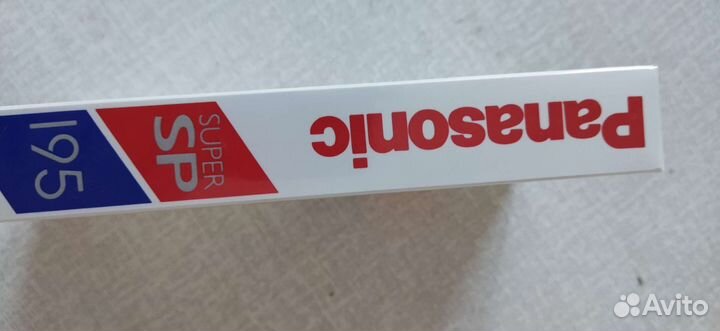 Panasonic
SUPER
SP
195
Avito